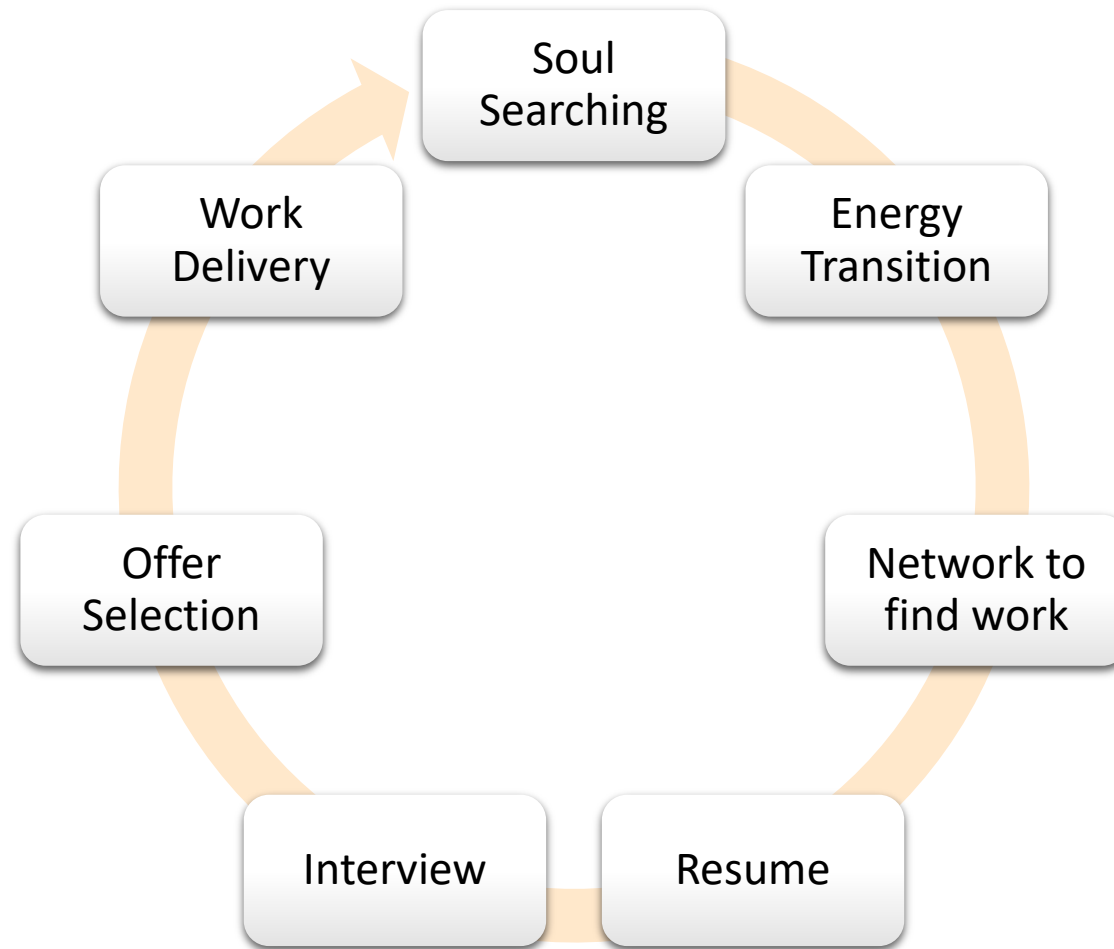 Soul
Searching
Energy
Transition
Network to
find work
Resume
Interview
Offer
Selection
Work
Delivery